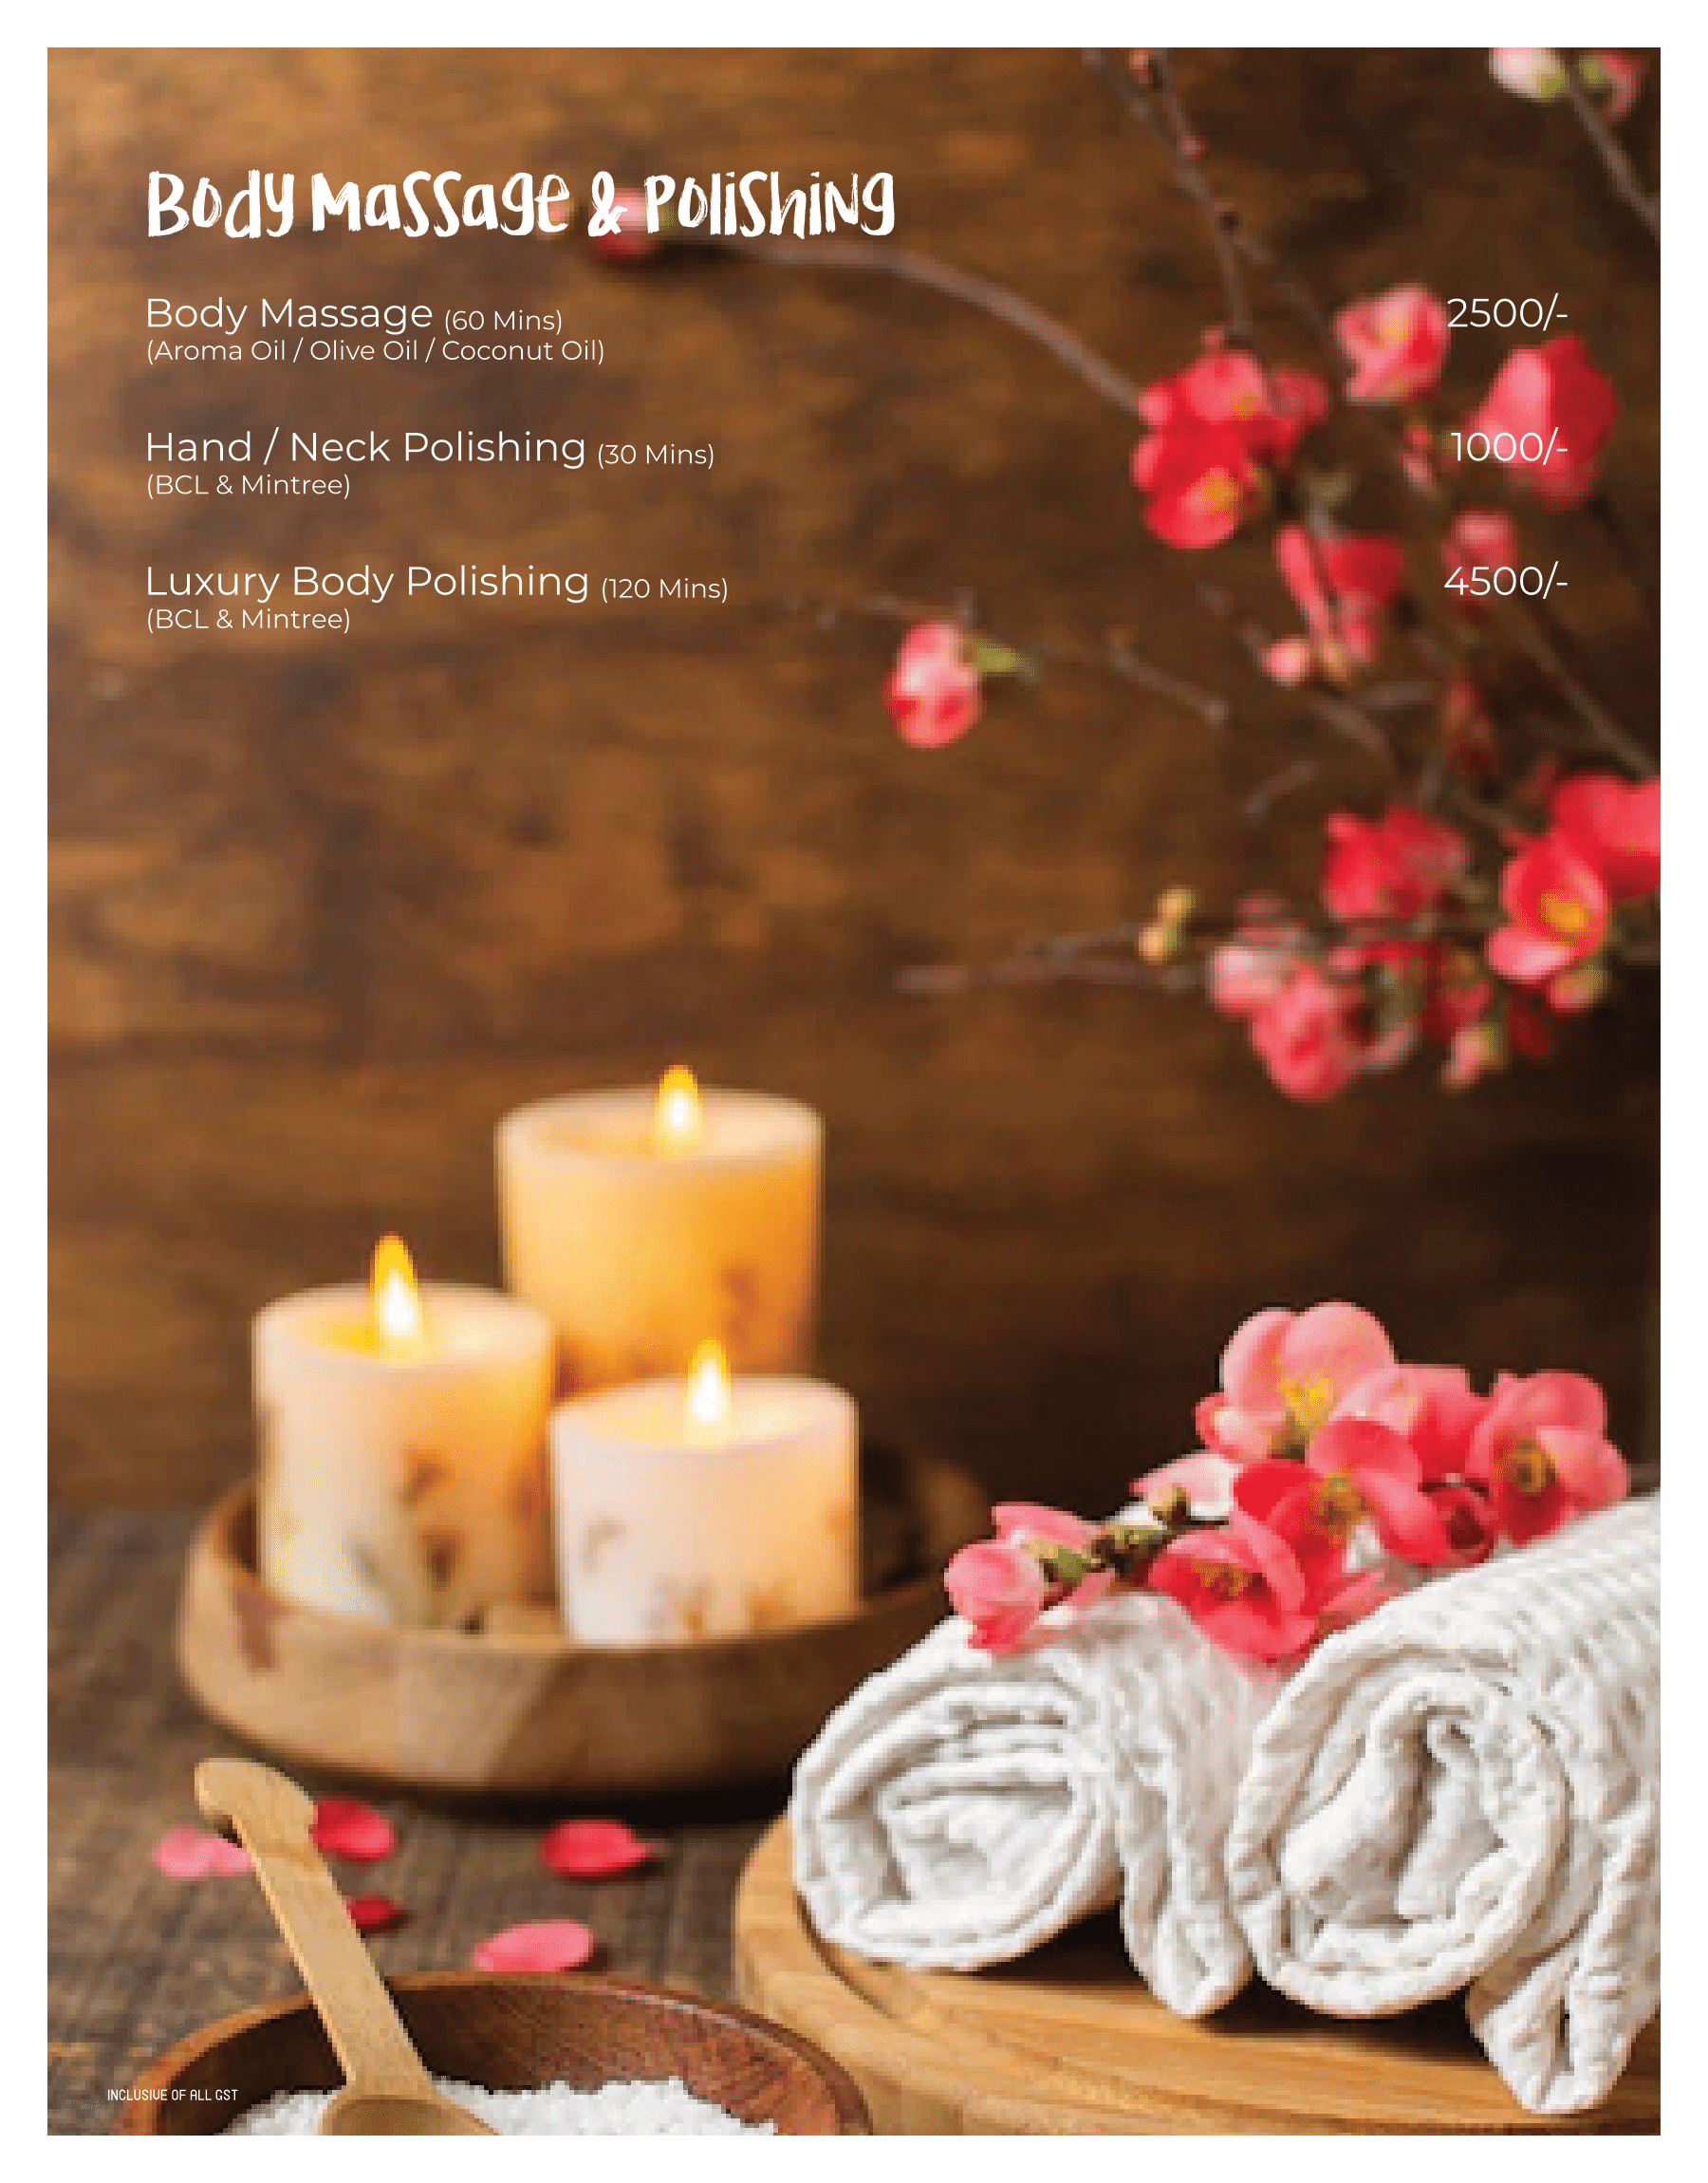 Body Massage & Polishing
Body Massage (60 Mins) 2500/-
(Aroma Oil / Olive Oil / Coconut Oil)
Hand / Neck Polishing (30 Mins) 1000/-
(BCL & Mintree)
Luxury Body Polishing (120 Mins) 4500/-
(BCL & Mintree)
INCLUSIVE OF ALL GST